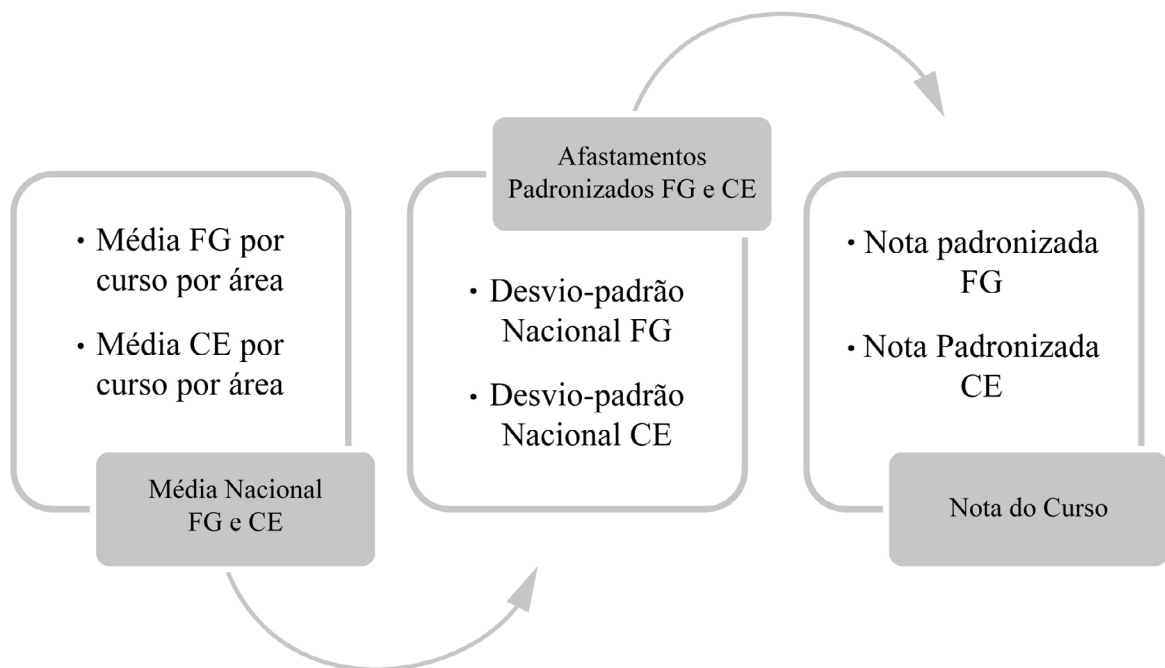 • Média FG por
curso por área
• Média CE por
curso por área
Média Nacional
FG e CE
Afastamentos
Padronizados FG e CE
• Desvio-padrão
Nacional FG
• Desvio-padrão
Nacional CE
• Nota padronizada
FG
• Nota Padronizada
CE
Nota do Curso